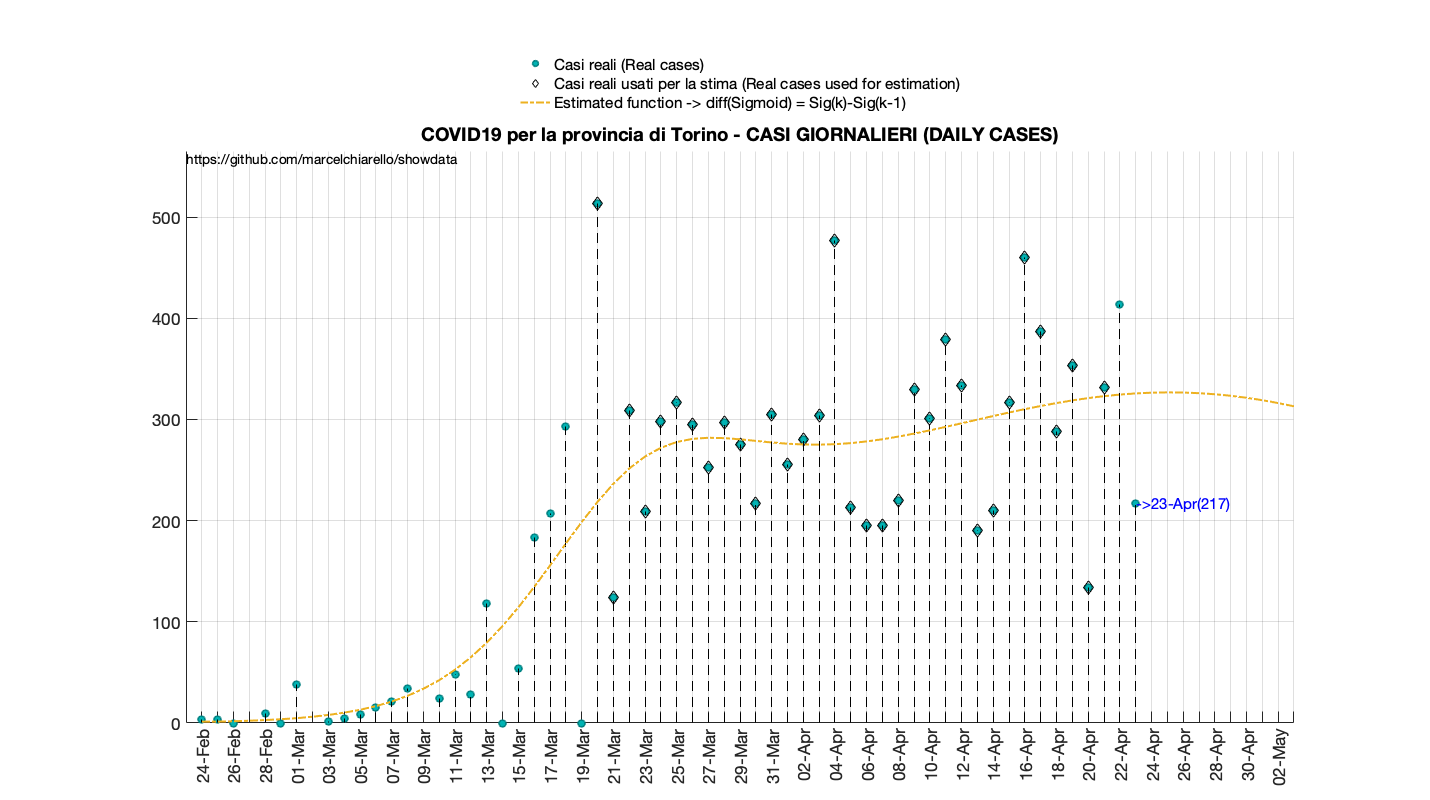 Casi reali (Real cases)
Casi reali usati per la stima (Real cases used for estimation)
Estimated function -> diff(Sigmoid) = Sig(k)-Sig(k-1)
COVID19 per la provincia di Torino - CASI GIORNALIERI (DAILY CASES)
https://github.com/marcelchiarello/showdata
500
400
300
200
100
0
->23-Apr(217)
24-Feb
26-Feb
28-Feb
01-Mar
03-Mar
05-Mar
07-Mar
09-Mar
11-Mar
13-Mar
15-Mar
17-Mar
19-Mar
21-Mar
23-Mar
25-Mar
27-Mar
29-Mar
31-Mar
02-Apr
04-Apr
06-Apr
08-Apr
10-Apr
12-Apr
14-Apr
16-Apr
18-Apr
20-Apr
22-Apr
24-Apr
26-Apr
28-Apr
30-Apr
02-May